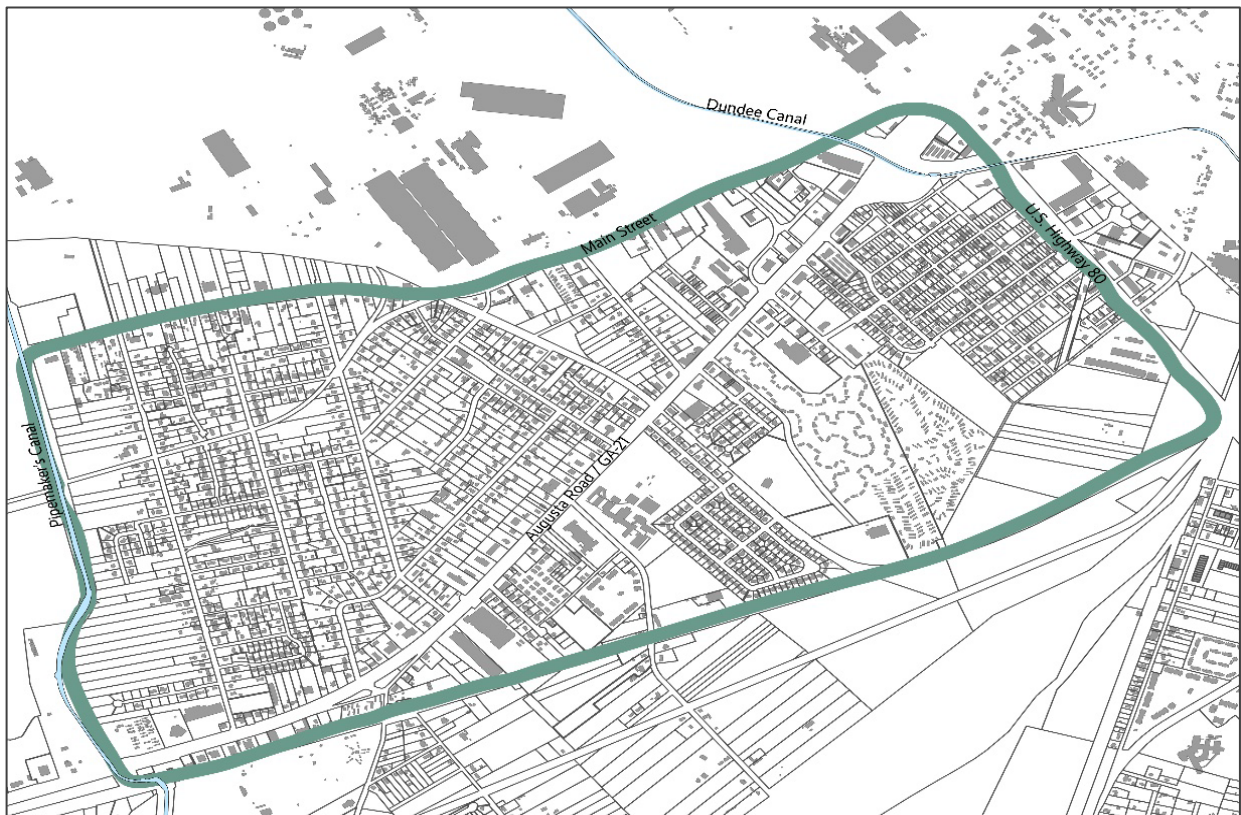 Dundee Canal
Main Street
U.S. Highway 80
Pipemaker's Canal
Augusta Road / GA-21